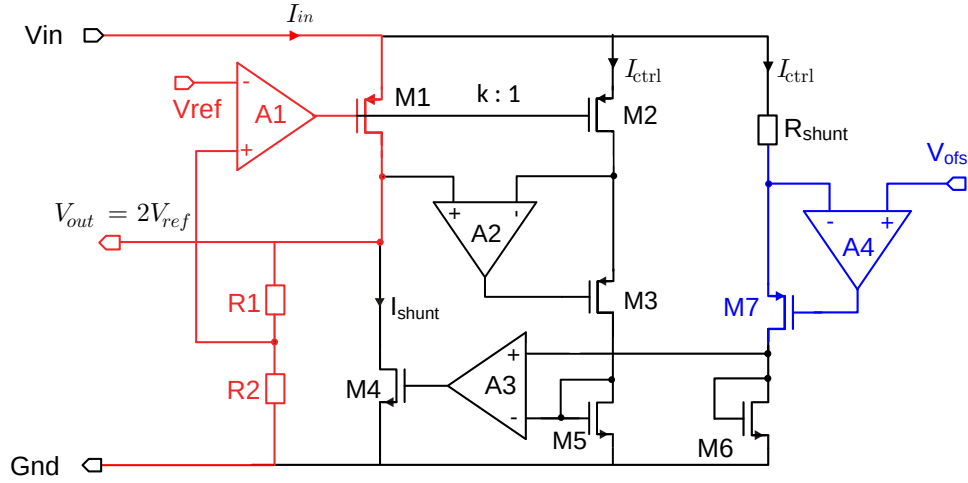 I_in
Vin
I_ctrl
I_ctrl
k : 1
M1
M2
R_shunt
-
A1
Vref
+
V_ofs
V_out = 2V_ref
+
-
A2
-
+
A4
R1
I_shunt
M3
M7
+
A3
-
R2
M4
M5
M6
Gnd